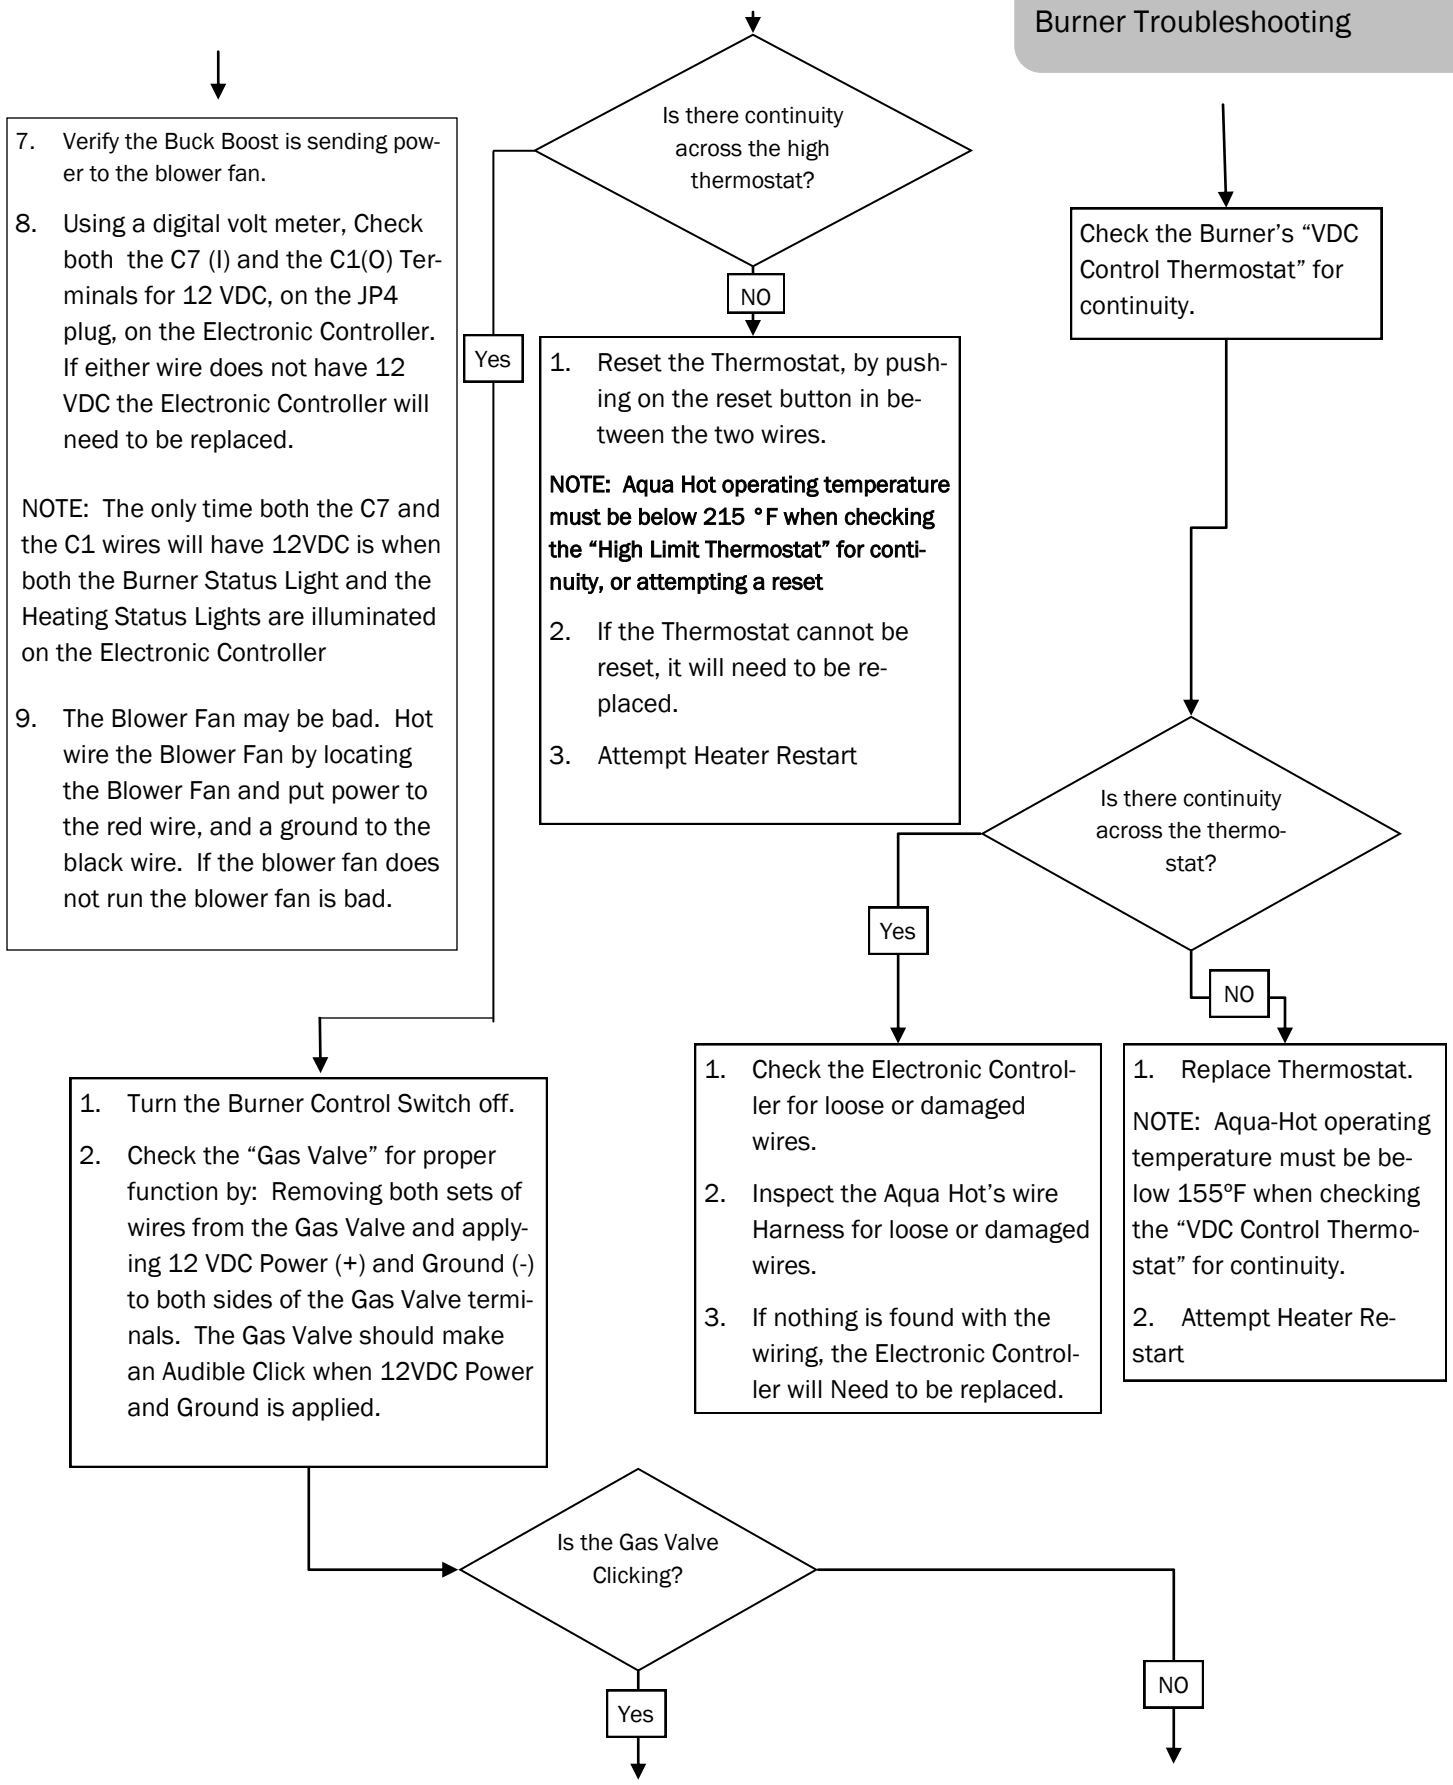 Burner Troubleshooting
7. Verify the Buck Boost is sending pow-
er to the blower fan.
8. Using a digital volt meter, Check
both  the C7 (I) and the C1(O) Ter-
minals for 12 VDC, on the JP4
plug, on the Electronic Controller.
If either wire does not have 12
VDC the Electronic Controller will
need to be replaced.
NOTE:  The only time both the C7 and
the C1 wires will have 12VDC is when
both the Burner Status Light and the
Heating Status Lights are illuminated
on the Electronic Controller
9. The Blower Fan may be bad.  Hot
wire the Blower Fan by locating
the Blower Fan and put power to
the red wire, and a ground to the
black wire.  If the blower fan does
not run the blower fan is bad.
Is there continuity
across the high
thermostat?
NO
Yes
1. Reset the Thermostat, by push-
ing on the reset button in be-
tween the two wires.
NOTE:  Aqua Hot operating temperature
must be below 215 °F when checking
the “High Limit Thermostat” for conti-
nuity, or attempting a reset
2. If the Thermostat cannot be
reset, it will need to be re-
placed.
3. Attempt Heater Restart
Check the Burner’s “VDC
Control Thermostat” for
continuity.
Is there continuity
across the thermo-
stat?
Yes
NO
1. Check the Electronic Control-
ler for loose or damaged
wires.
2. Inspect the Aqua Hot’s wire
Harness for loose or damaged
wires.
3. If nothing is found with the
wiring, the Electronic Control-
ler will Need to be replaced.
1. Replace Thermostat.
NOTE:  Aqua-Hot operating
temperature must be be-
low 155ºF when checking
the “VDC Control Thermo-
stat” for continuity.
2. Attempt Heater Re-
start
1. Turn the Burner Control Switch off.
2. Check the “Gas Valve” for proper
function by:  Removing both sets of
wires from the Gas Valve and apply-
ing 12 VDC Power (+) and Ground (-)
to both sides of the Gas Valve termi-
nals.  The Gas Valve should make
an Audible Click when 12VDC Power
and Ground is applied.
Is the Gas Valve
Clicking?
Yes
NO